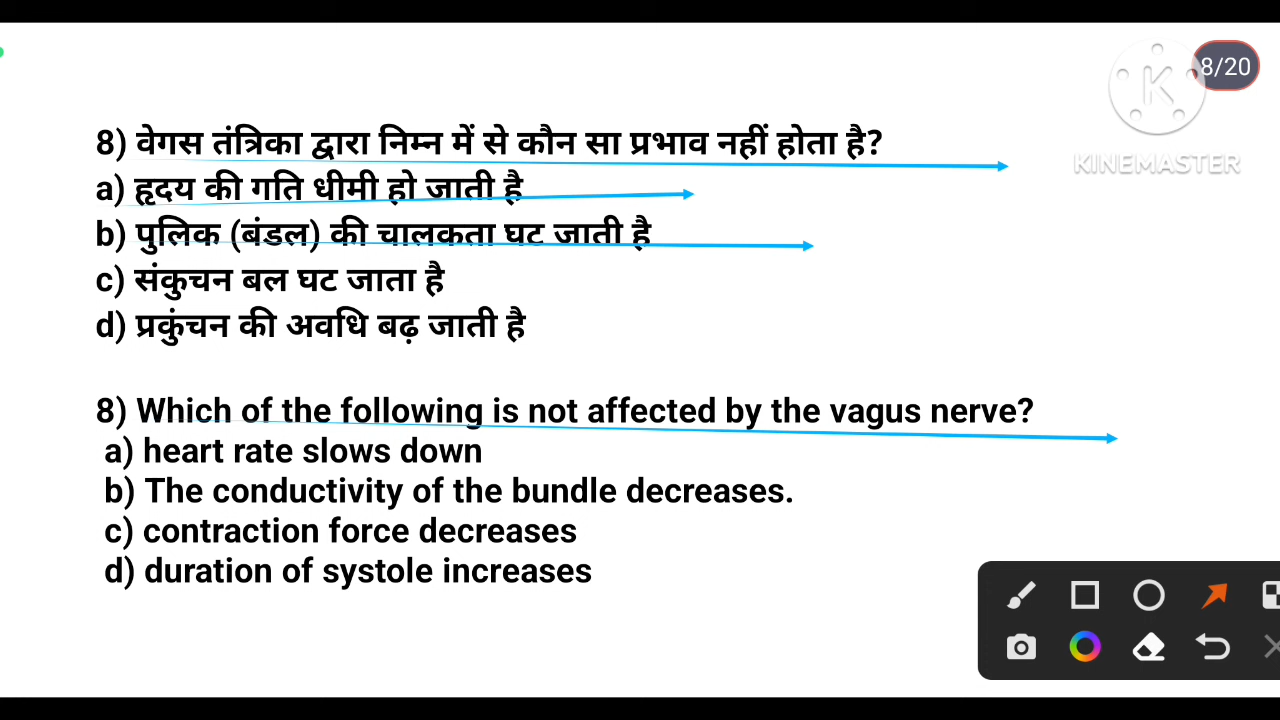 8/20
KINEMASTER
8) वेगस तंत्रिका द्वारा निम्न में से कौन सा प्रभाव नहीं होता है?
a) हृदय की गति धीमी हो जाती है
b) पुलिक (बंडल) की चालकता घट जाती है
c) संकुचन बल घट जाता है
d) प्रकुंचन की अवधि बढ़ जाती है
8) Which of the following is not affected by the vagus nerve?
a) heart rate slows down
b) The conductivity of the bundle decreases.
c) contraction force decreases
d) duration of systole increases